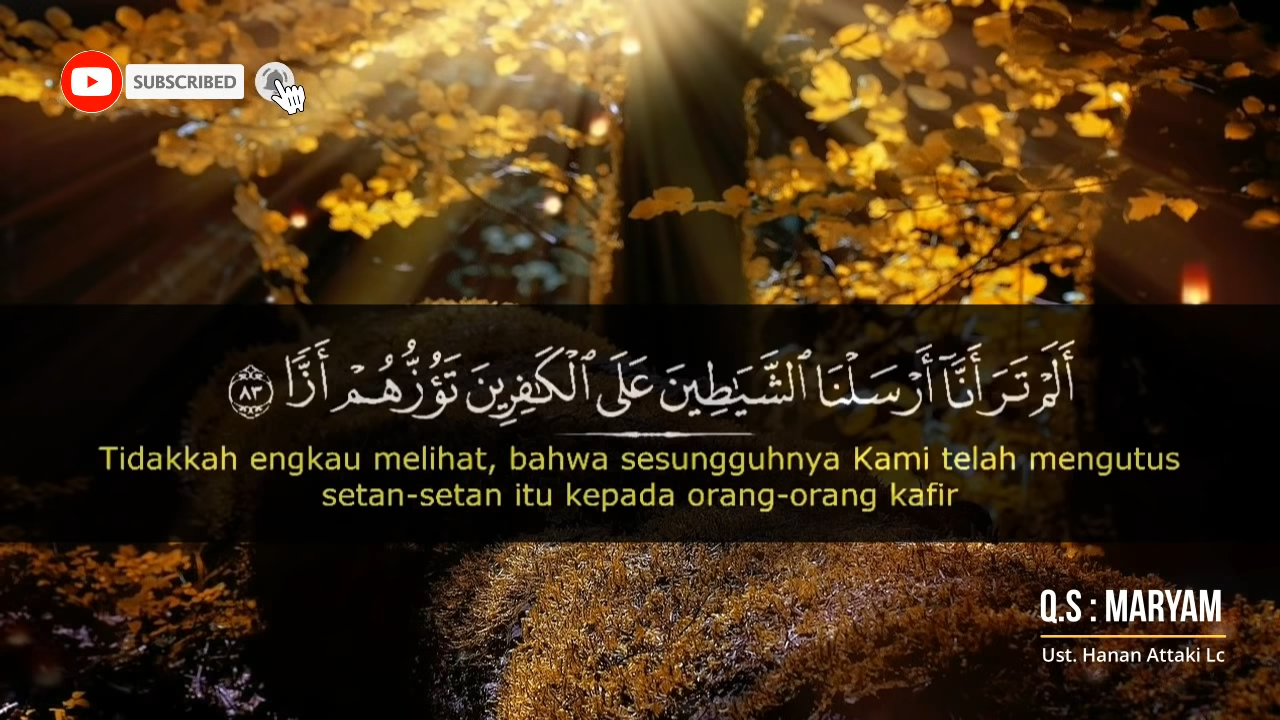 SUBSCRIBED
أَلَمْ تَرَ أَنَّآ أَرْسَلْنَا ٱلشَّيَـٰطِينَ عَلَى ٱلْكَـٰفِرِينَ تَؤُزُّهُمْ أَزًّا ٨٣
Tidakkah engkau melihat, bahwa sesungguhnya Kami telah mengutus
setan-setan itu kepada orang-orang kafir
Q.S : MARYAM
Ust. Hanan Attaki Lc